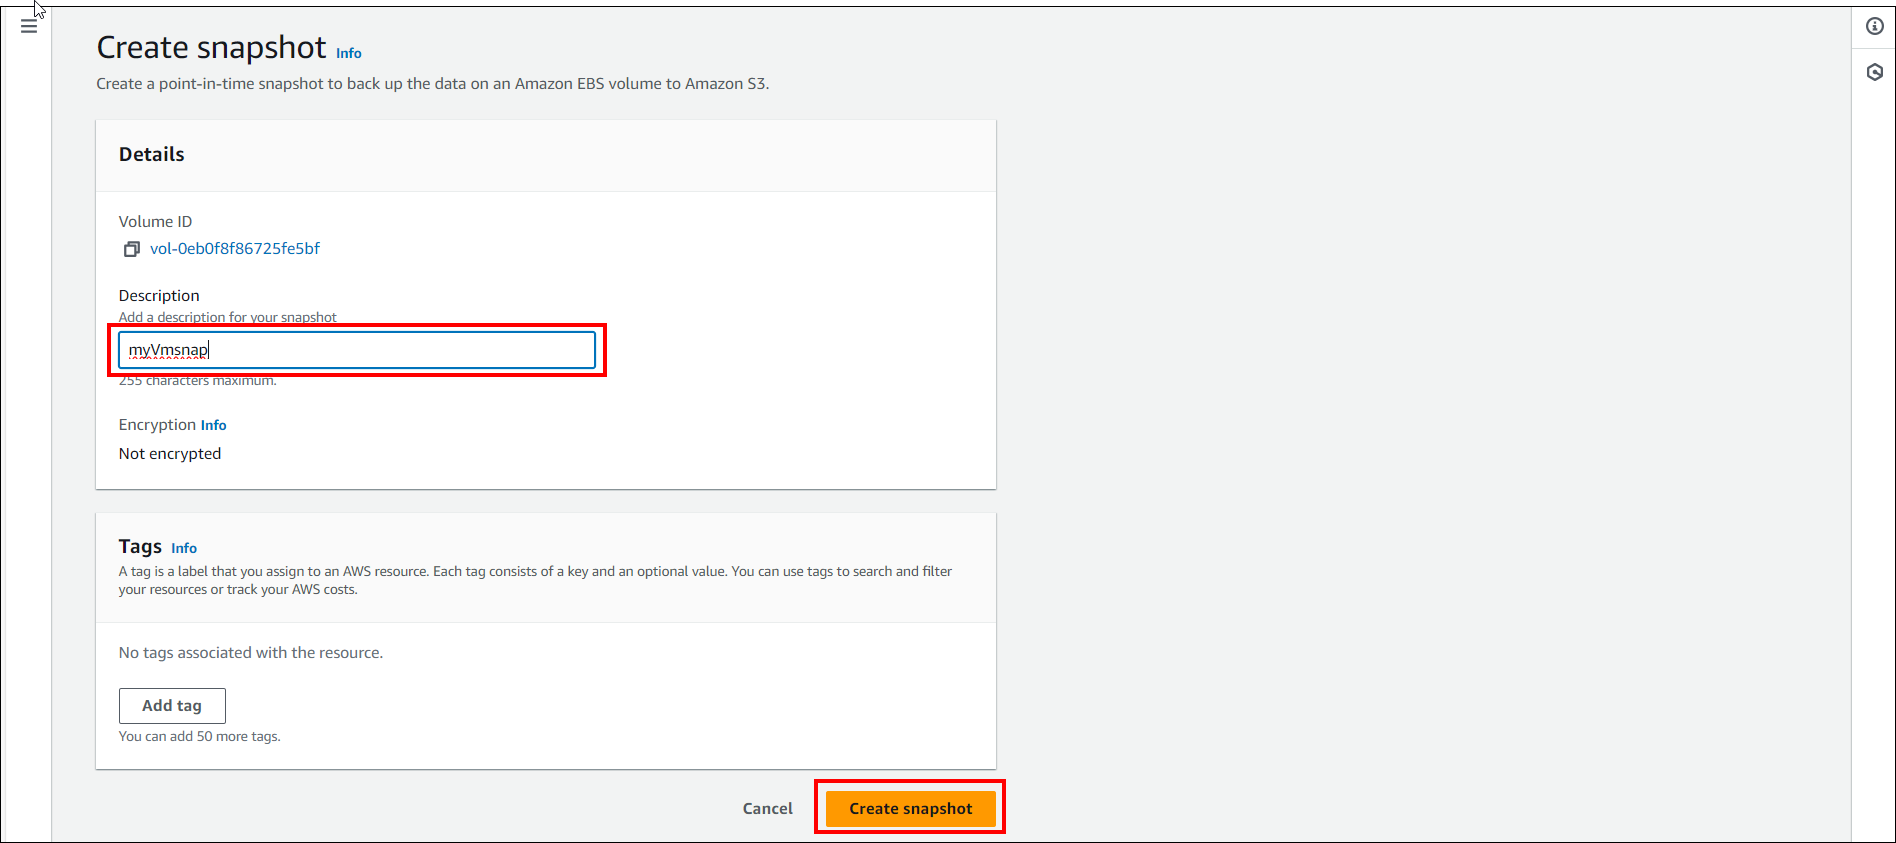 Create snapshot Info
Create a point-in-time snapshot to back up the data on an Amazon EBS volume to Amazon S3.
Details
Volume ID
vol-0eb0f8f86725fe5bf
Description
Add a description for your snapshot
myVmsnap
255 characters maximum.
Encryption Info
Not encrypted
Tags Info
A tag is a label that you assign to an AWS resource. Each tag consists of a key and an optional value. You can use tags to search and filter
your resources or track your AWS costs.
No tags associated with the resource.
Add tag
You can add 50 more tags.
Cancel Create snapshot